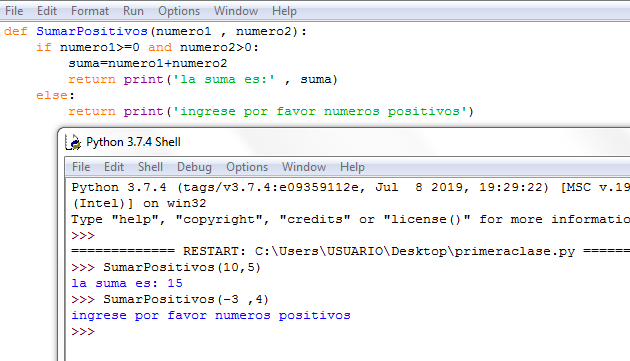 File Edit Format Run Options Window Help
def SumarPositivos(numero1 , numero2):
    if numero1>=0 and numero2>0:
        suma=numero1+numero2
        return print('la suma es:' , suma)
    else:
        return print('ingrese por favor numeros positivos')
Python 3.7.4 Shell
File Edit Shell Debug Options Window Help
Python 3.7.4 (tags/v3.7.4:e09359112e, Jul  8 2019, 19:29:22) [MSC v.19
(Intel)] on win32
Type "help", "copyright", "credits" or "license()" for more informatio
>>>
============= RESTART: C:\Users\USUARIO\Desktop\primeraclase.py =======
>>> SumarPositivos(10,5)
la suma es: 15
>>> SumarPositivos(-3 ,4)
ingrese por favor numeros positivos
>>>